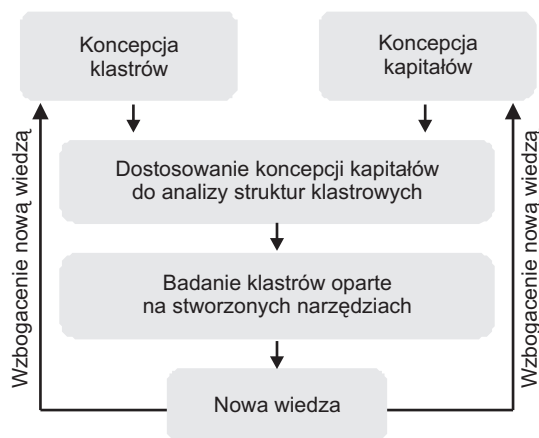 Koncepcja
klastrów
Koncepcja
kapitałów
Wzbogacenie nową wiedzą
Dostosowanie koncepcji kapitałów
do analizy struktur klastrowych
Badanie klastrów oparte
na stworzonych narzędziach
Nowa wiedza
Wzbogacenie nową wiedzą